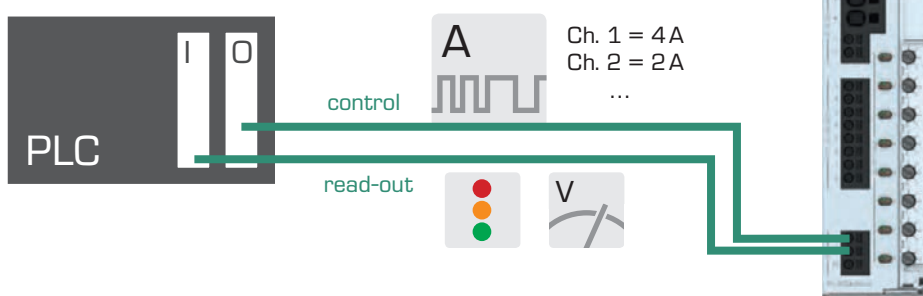 I O
A
Ch. 1 = 4 A
Ch. 2 = 2 A
...
control
PLC
read-out
V